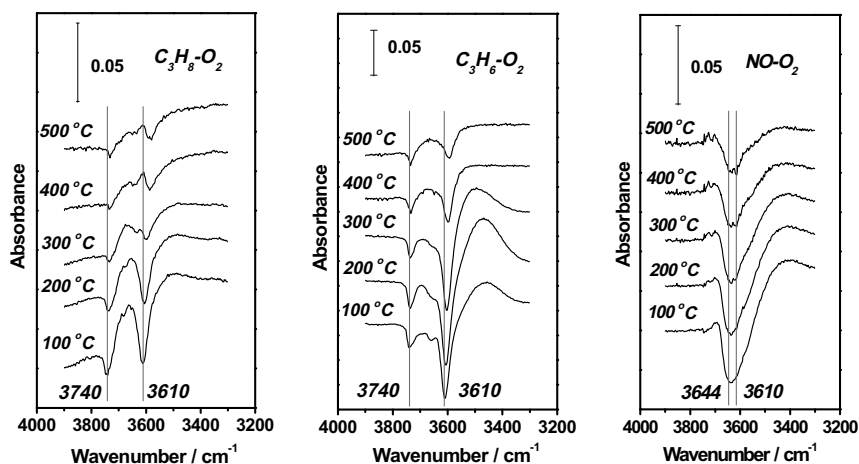 0.05
C₃H₈-O₂
500 °C
400 °C
300 °C
200 °C
100 °C
3740
3610
Absorbance
4000 3800 3600 3400 3200
Wavenumber / cm⁻¹
0.05
C₃H₆-O₂
500 °C
400 °C
300 °C
200 °C
100 °C
3740
3610
Absorbance
4000 3800 3600 3400 3200
Wavenumber / cm⁻¹
0.05
NO-O₂
500 °C
400 °C
300 °C
200 °C
100 °C
3644
3610
Absorbance
4000 3800 3600 3400 3200
Wavenumber / cm⁻¹